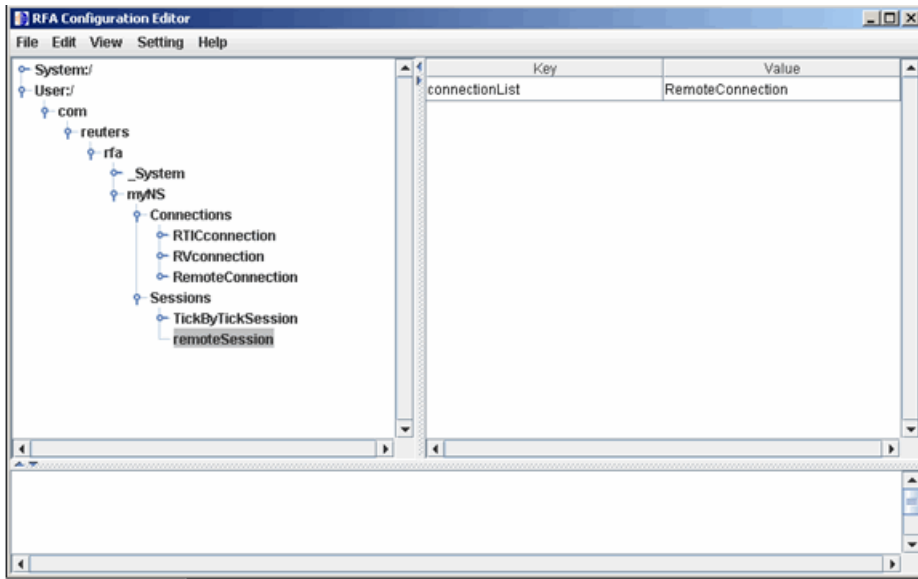 RFA Configuration Editor
File Edit View Setting Help
System:/
User:/
com
reuters
rfa
_System
myNS
Connections
RTICconnection
RVconnection
RemoteConnection
Sessions
TickByTickSession
remoteSession
Key Value
connectionList RemoteConnection